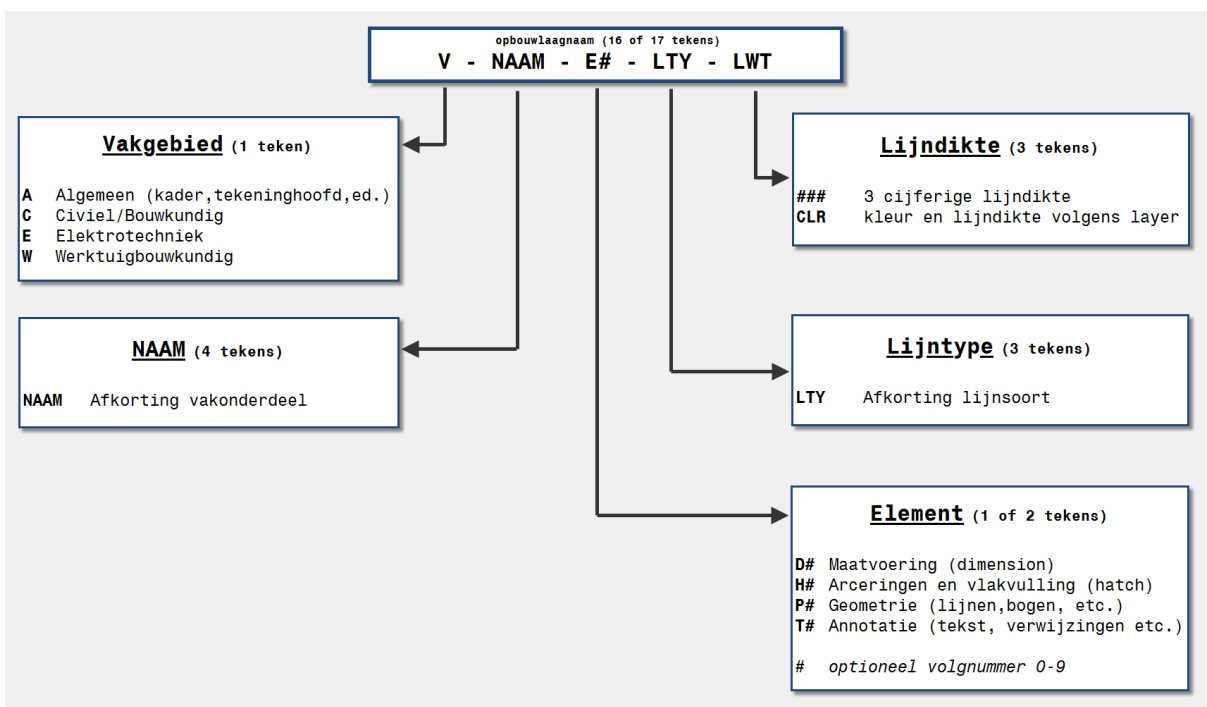 opbouwlaagnaam (16 of 17 tekens)
V - NAAM - E# - LTY - LWT
Vakgebied (1 teken)
A Algemeen (kader,tekeninghoofd,ed.)
C Civiel/Bouwkundig
E Elektrotechniek
W Werktuigbouwkundig
NAAM (4 tekens)
NAAM Afkorting vakonderdeel
Lijndikte (3 tekens)
### 3 cijferige lijndikte
CLR kleur en lijndikte volgens layer
Lijntype (3 tekens)
LTY Afkorting lijnsoort
Element (1 of 2 tekens)
D# Maatvoering (dimension)
H# Arceringen en vlakvulling (hatch)
P# Geometrie (lijnen,bogen, etc.)
T# Annotatie (tekst, verwijzingen etc.)
# optioneel volgnummer 0-9